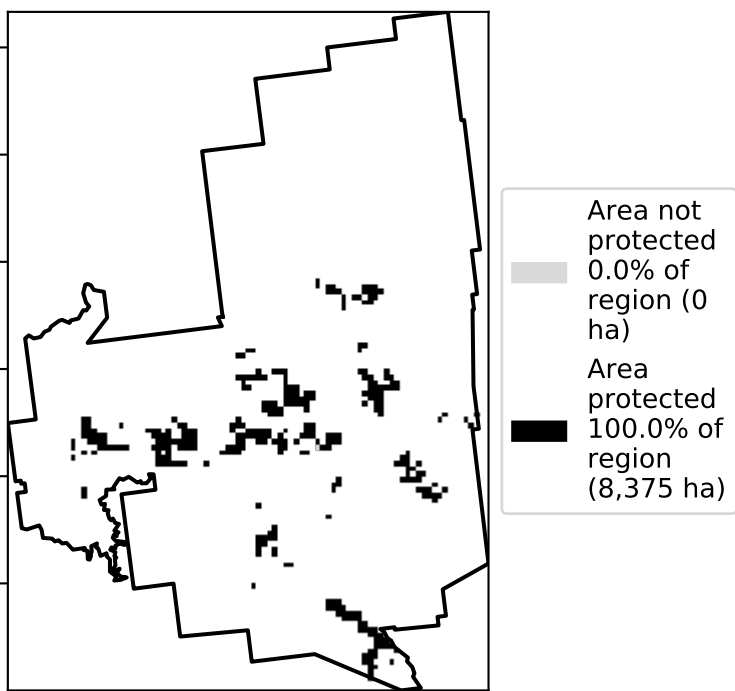 Area not
protected
0.0% of
region (0
ha)
Area
protected
100.0% of
region
(8,375 ha)